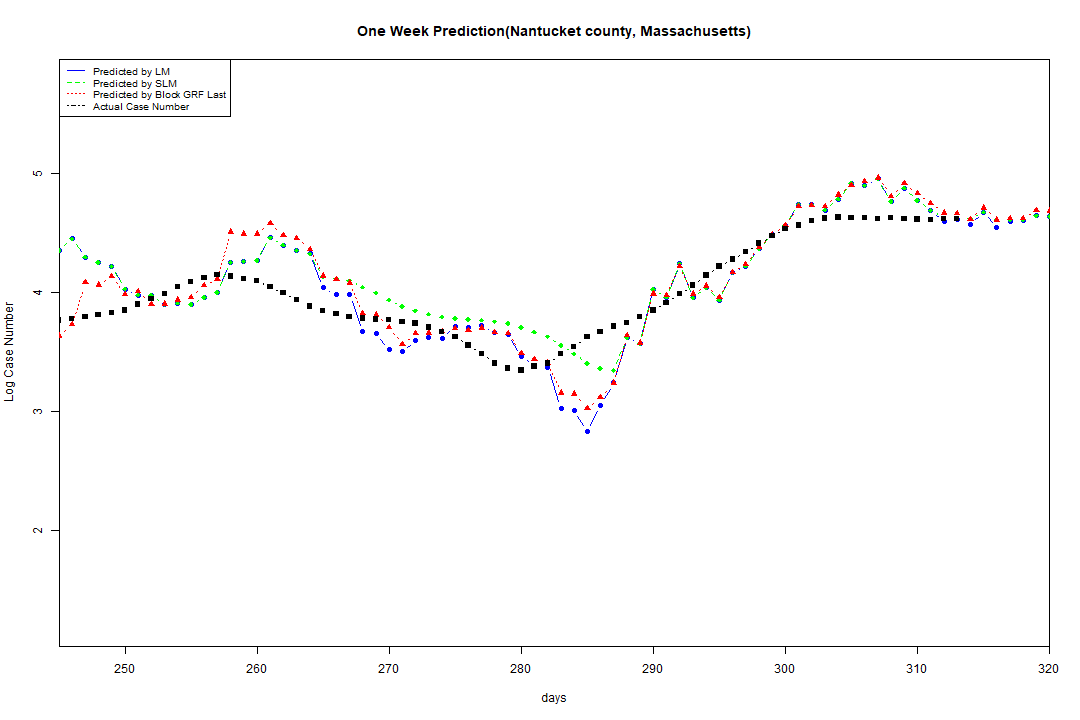 One Week Prediction(Nantucket county, Massachusetts)
Predicted by LM
Predicted by SLM
Predicted by Block GRF Last
Actual Case Number
5
4
3
2
Log Case Number
250 260 270 280 290 300 310 320
days